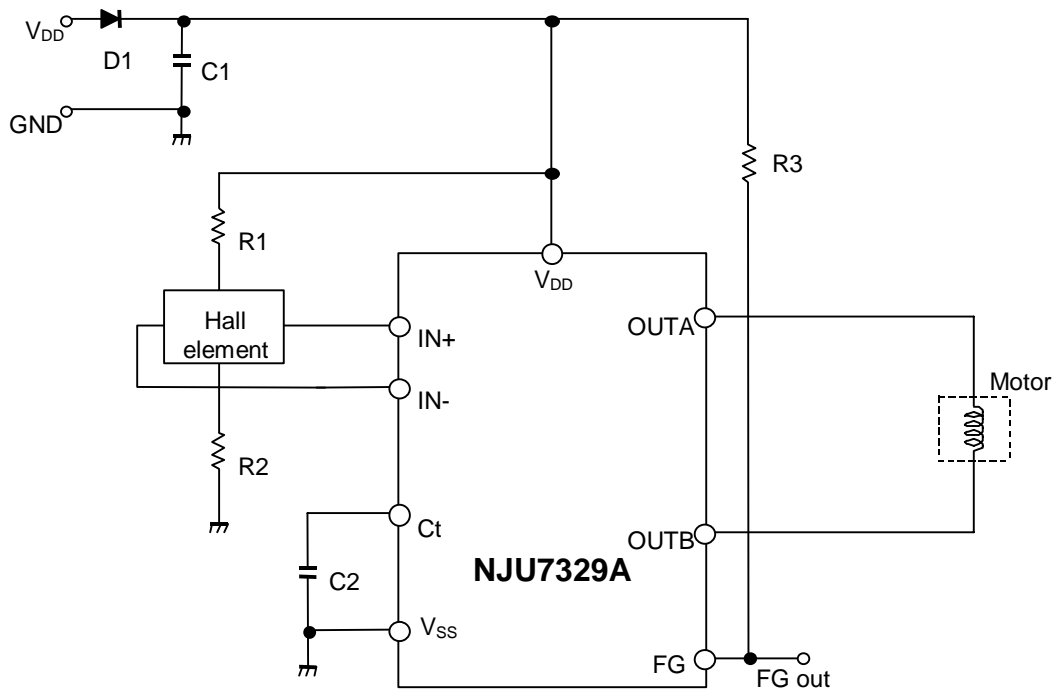 VDD
D1
C1
GND
R3
R1
VDD
Hall
element
IN+
OUTA
IN-
Motor
R2
Ct
OUTB
C2
NJU7329A
VSS
FG
FG out